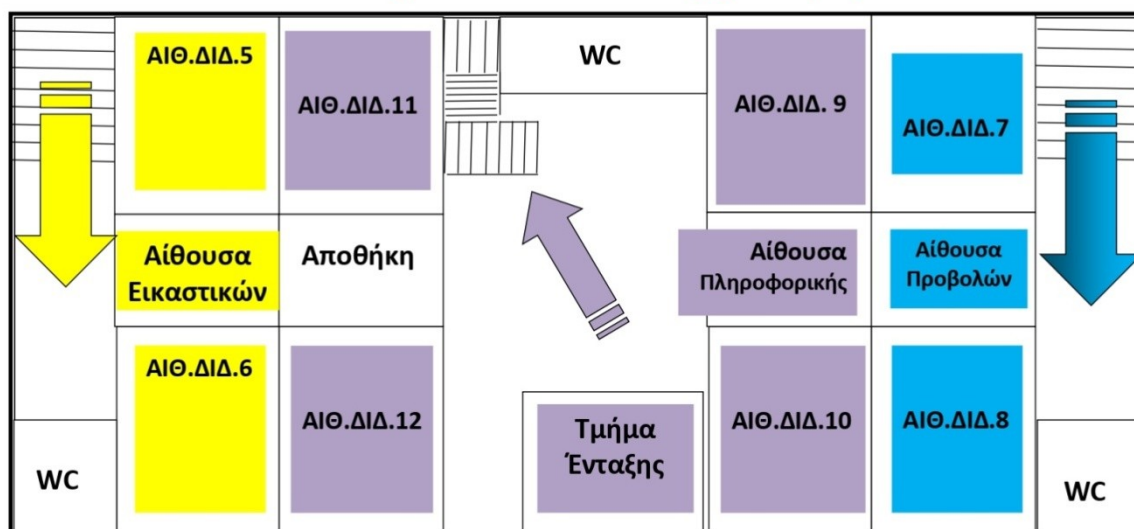 ΑΙΘ.ΔΙΔ.5
ΑΙΘ.ΔΙΔ.11
WC
ΑΙΘ.ΔΙΔ. 9
ΑΙΘ.ΔΙΔ.7
Αίθουσα
Εικαστικών
Αποθήκη
Αίθουσα
Πληροφορικής
Αίθουσα
Προβολών
ΑΙΘ.ΔΙΔ.6
ΑΙΘ.ΔΙΔ.12
Τμήμα
Ένταξης
ΑΙΘ.ΔΙΔ.10
ΑΙΘ.ΔΙΔ.8
WC
WC